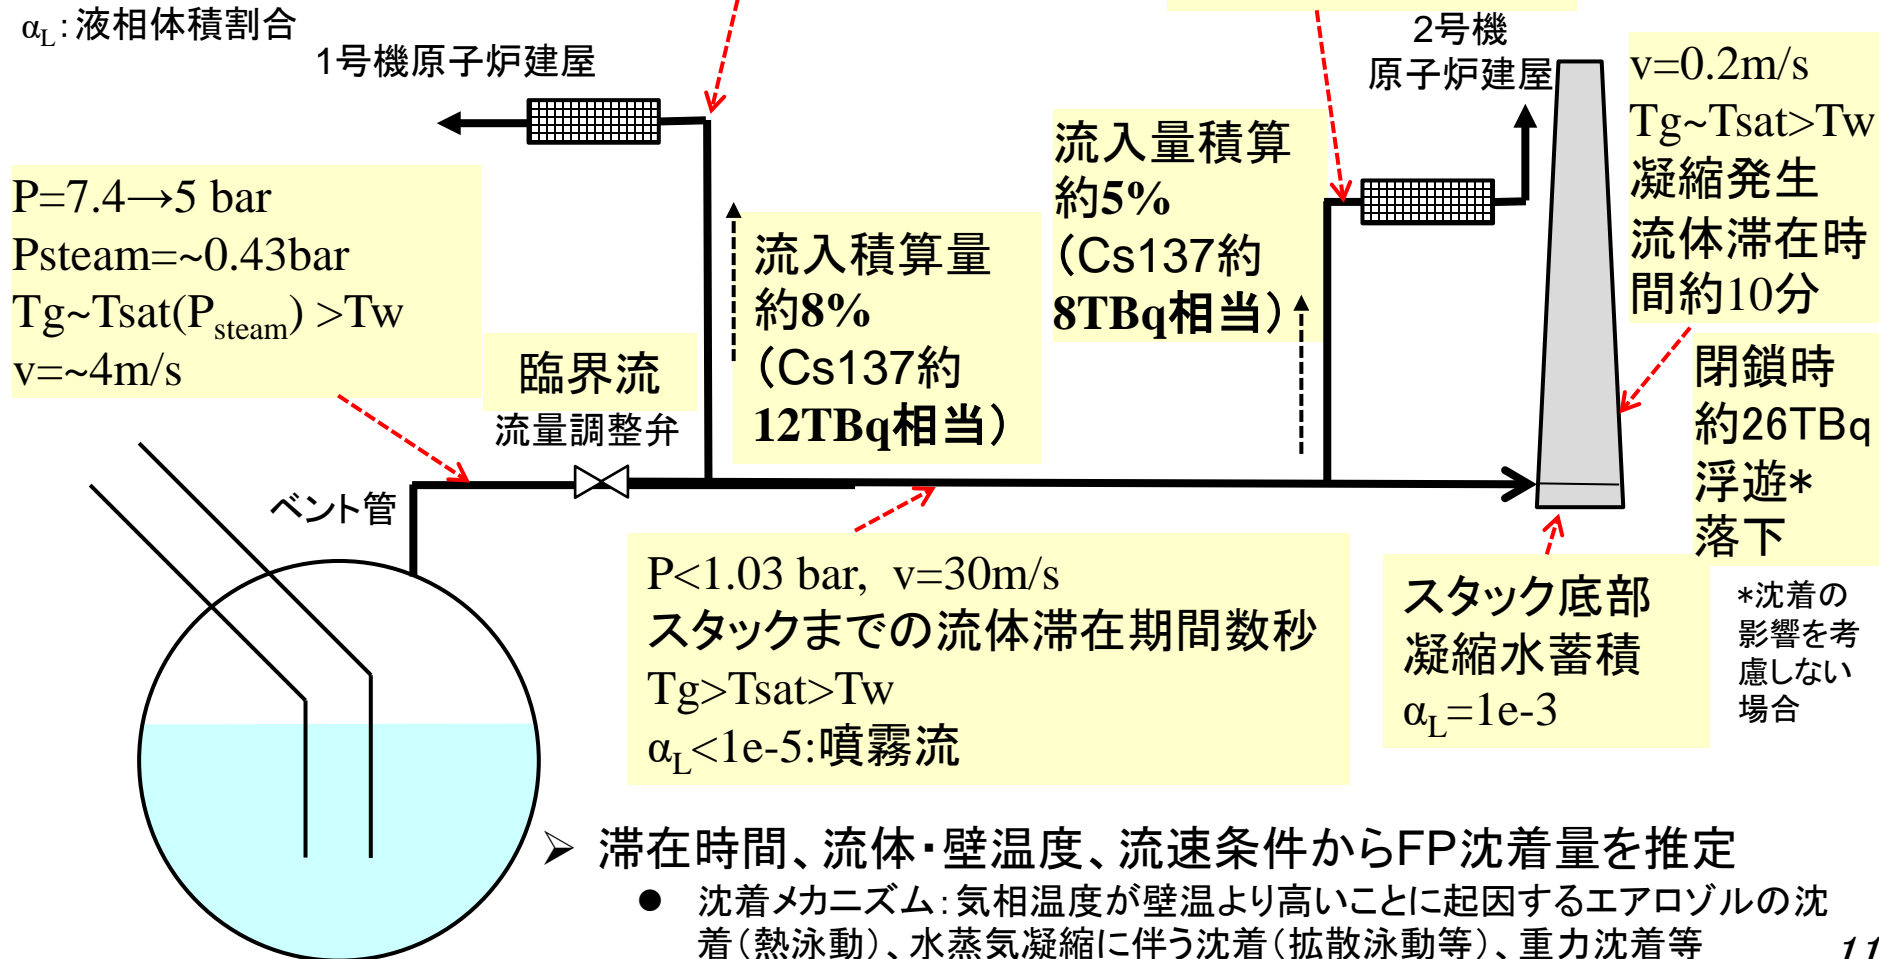 αL:液相体積割合
1号機原子炉建屋
2号機
原子炉建屋
v=0.2m/s
Tg~Tsat>Tw
凝縮発生
流体滞在時
間約10分
流入量積算
約5%
(Cs137約
8TBq相当)
P=7.4→5 bar
Psteam=~0.43bar
Tg~Tsat(Psteam) >Tw
v=~4m/s
流入積算量
約8%
(Cs137約
12TBq相当)
臨界流
流量調整弁
閉鎖時
約26TBq
浮遊*
落下
ベント管
P<1.03 bar, v=30m/s
スタックまでの流体滞在期間数秒
Tg>Tsat>Tw
αL<1e-5:噴霧流
スタック底部
凝縮水蓄積
αL=1e-3
*沈着の
影響を考
慮しない
場合
➢ 滞在時間、流体・壁温度、流速条件からFP沈着量を推定
● 沈着メカニズム:気相温度が壁温より高いことに起因するエアロゾルの沈
着(熱泳動)、水蒸気凝縮に伴う沈着(拡散泳動等)、重力沈着等
11